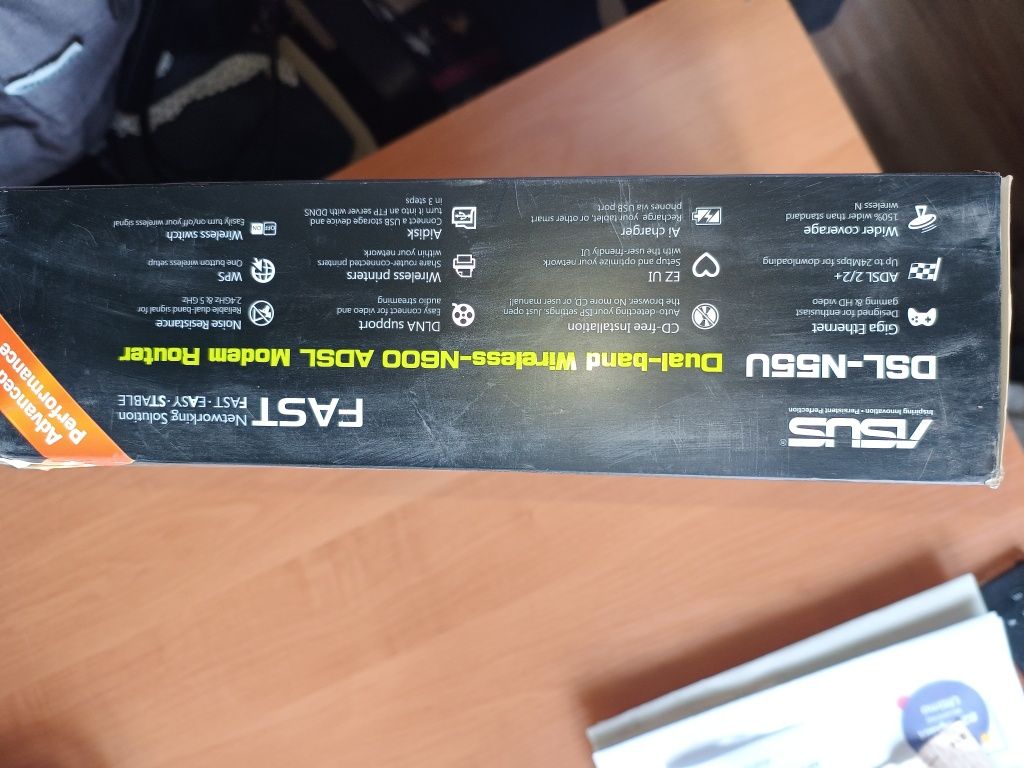 ASUS®
Inspiring Innovation • Persistent Perfection
FAST
Networking Solution
FAST · EASY · STABLE
Advanced
Performance
DSL-N55U
Dual-band Wireless-N600 ADSL Modem Router
Giga Ethernet
Designed for enthusiast
gaming & HD video
CD-free Installation
Auto-detecting ISP settings. Just open
the browser. No more CD, or user manual!
DLNA support
Easy connect for video and
audio streaming
Noise Resistance
Reliable dual-band signal for
2.4GHz & 5 GHz
ADSL 2/2+
Up to 24Mbps for downloading
EZ UI
Setup and optimize your network
with the user-friendly UI
Wireless printers
Share router-connected printers
within your network
WPS
One button wireless setup
Wider coverage
150% wider than standard
wireless N
Ai charger
Recharge your tablet or other smart
phones via USB port
Aidisk
Connect USB storage device and
turn it into an FTP server with DDNS
in 3 steps
OFF ON
Wireless switch
Easily turn on/off your wireless signal